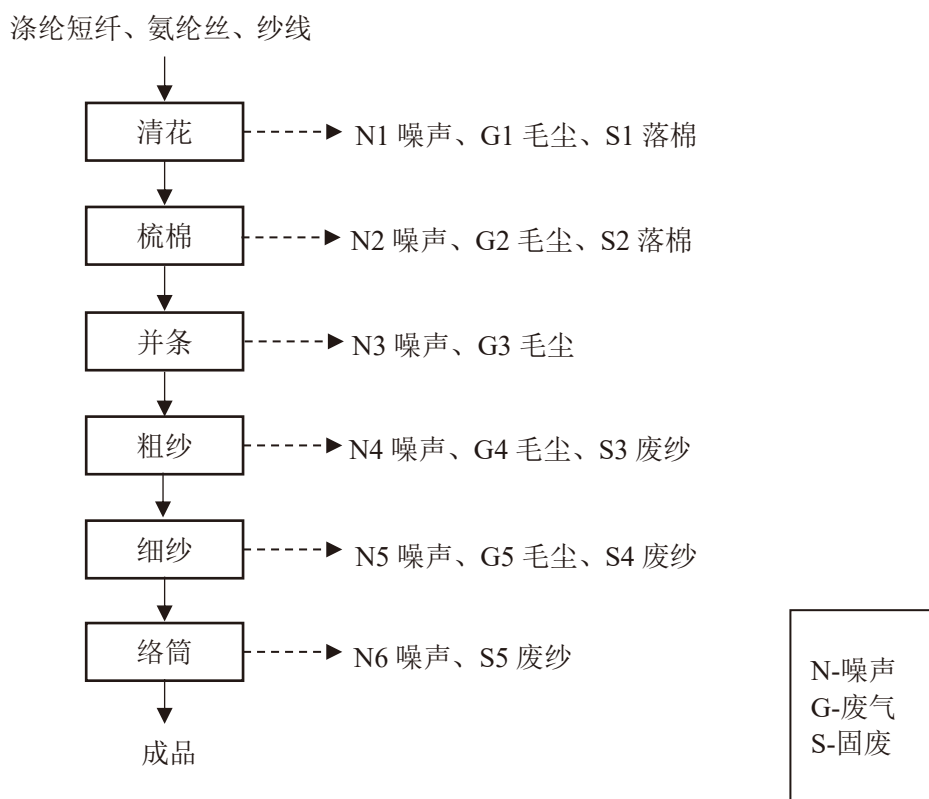 涤纶短纤、氨纶丝、纱线
清花
N1 噪声、G1 毛尘、S1 落棉
梳棉
N2 噪声、G2 毛尘、S2 落棉
并条
N3 噪声、G3 毛尘
粗纱
N4 噪声、G4 毛尘、S3 废纱
细纱
N5 噪声、G5 毛尘、S4 废纱
络筒
N6 噪声、S5 废纱
成品
N-噪声
G-废气
S-固废